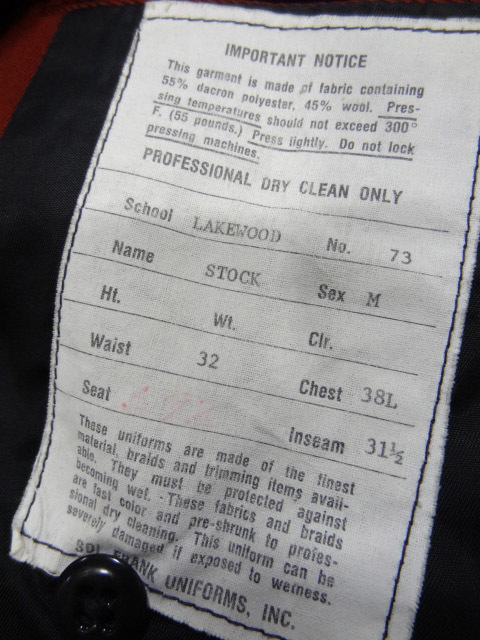 IMPORTANT NOTICE
This garment is made of fabric containing
55% dacron polyester, 45% wool. Pres-
sing temperatures should not exceed 300°
F. (55 pounds.) Press lightly. Do not lock
pressing machines.
PROFESSIONAL DRY CLEAN ONLY
School LAKEWOOD No. 73
Name STOCK Sex M
Ht. Wt. Clr.
Waist 32 Chest 38L
Seat Inseam 31½
These uniforms are made of the finest
material, braids and trimming items avail-
able. They must be protected against
becoming wet. - These fabrics and braids
are fast color and pre-shrunk to profes-
sional dry cleaning. This uniform can be
severely damaged if exposed to wetness.
SOL FRANK UNIFORMS, INC.